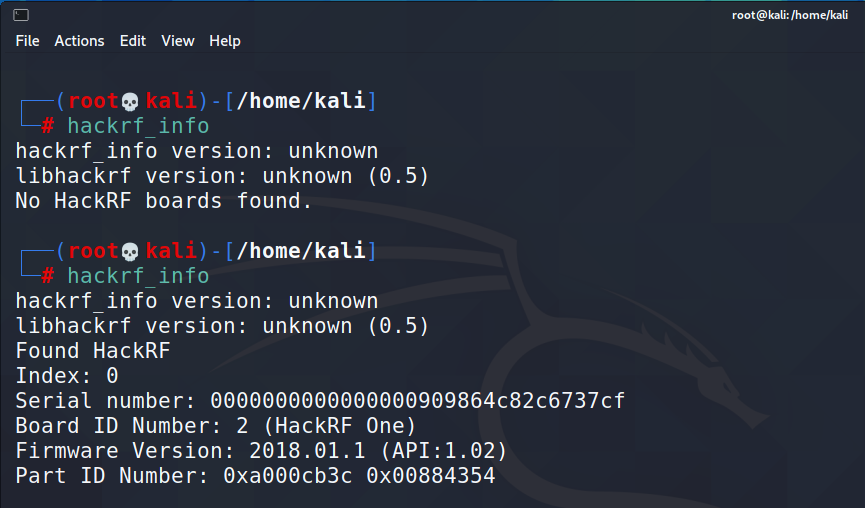 root@kali: /home/kali
File Actions Edit View Help
┌──(root💀kali)-[/home/kali]
└─# hackrf_info
hackrf_info version: unknown
libhackrf version: unknown (0.5)
No HackRF boards found.
┌──(root💀kali)-[/home/kali]
└─# hackrf_info
hackrf_info version: unknown
libhackrf version: unknown (0.5)
Found HackRF
Index: 0
Serial number: 0000000000000000909864c82c6737cf
Board ID Number: 2 (HackRF One)
Firmware Version: 2018.01.1 (API:1.02)
Part ID Number: 0xa000cb3c 0x00884354